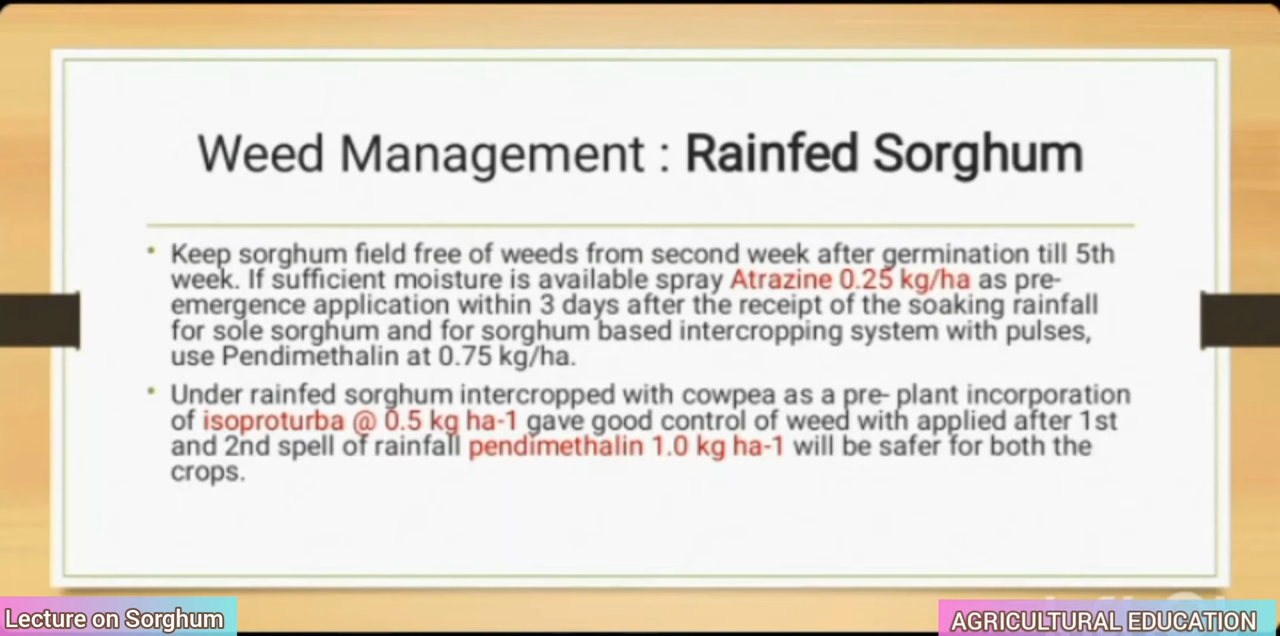 Weed Management : Rainfed Sorghum
• Keep sorghum field free of weeds from second week after germination till 5th
week. If sufficient moisture is available spray Atrazine 0.25 kg/ha as pre-
emergence application within 3 days after the receipt of the soaking rainfall
for sole sorghum and for sorghum based intercropping system with pulses,
use Pendimethalin at 0.75 kg/ha.
• Under rainfed sorghum intercropped with cowpea as a pre- plant incorporation
of isoproturba @ 0.5 kg ha-1 gave good control of weed with applied after 1st
and 2nd spell of rainfall pendimethalin 1.0 kg ha-1 will be safer for both the
crops.
Lecture on Sorghum
AGRICULTURAL EDUCATION